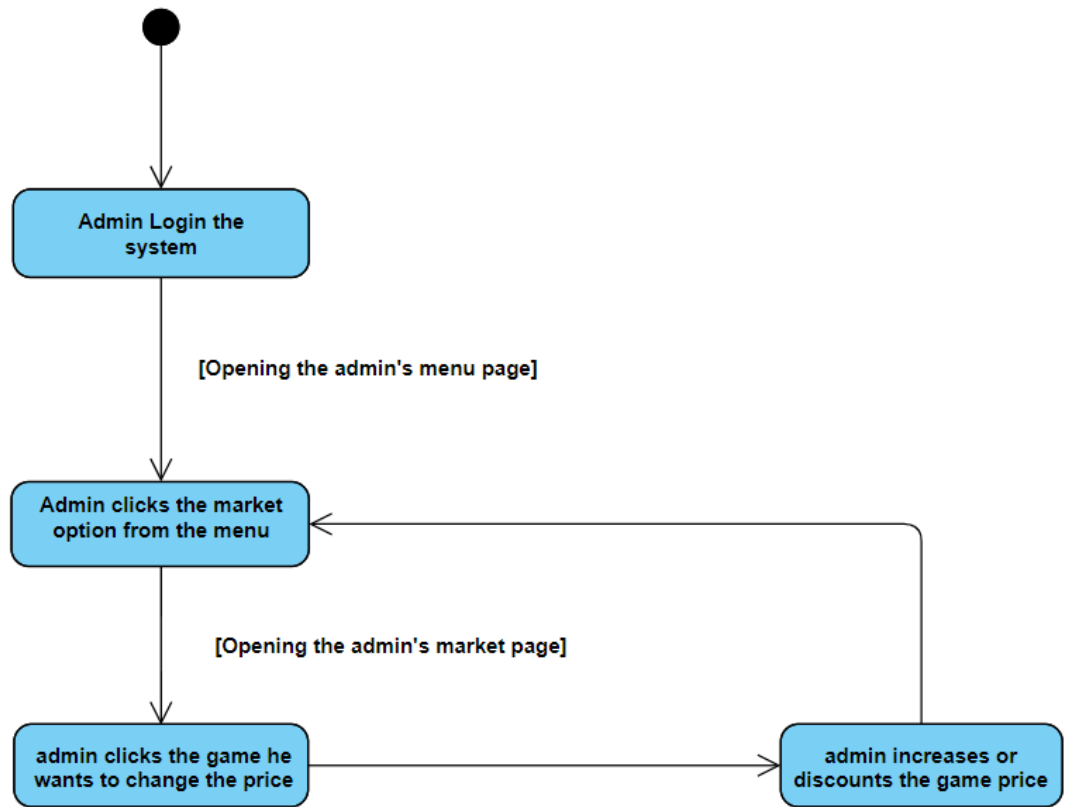 Admin Login the
system
[Opening the admin's menu page]
Admin clicks the market
option from the menu
[Opening the admin's market page]
admin clicks the game he
wants to change the price
admin increases or
discounts the game price